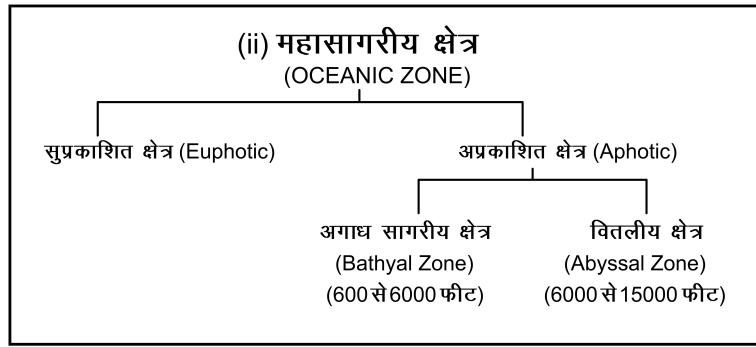 (ii) महासागरीय क्षेत्र
(OCEANIC ZONE)
सुप्रकाशित क्षेत्र (Euphotic)
अप्रकाशित क्षेत्र (Aphotic)
अगाध सागरीय क्षेत्र
(Bathyal Zone)
(600 से 6000 फीट)
वितलीय क्षेत्र
(Abyssal Zone)
(6000 से 15000 फीट)